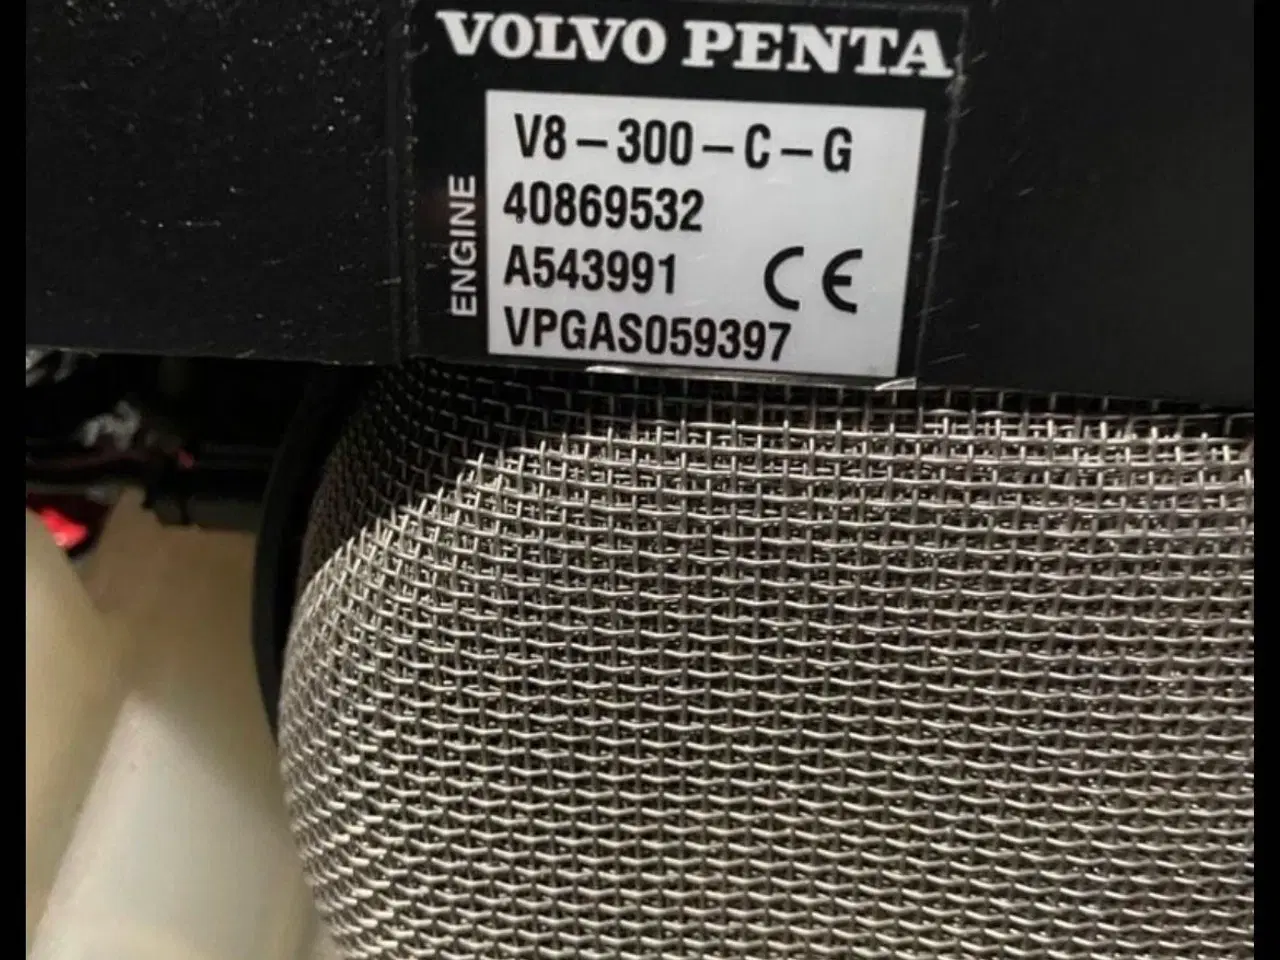 VOLVO PENTA
ENGINE
V8-300-C-G
40869532
A543991 CE
VPGAS059397